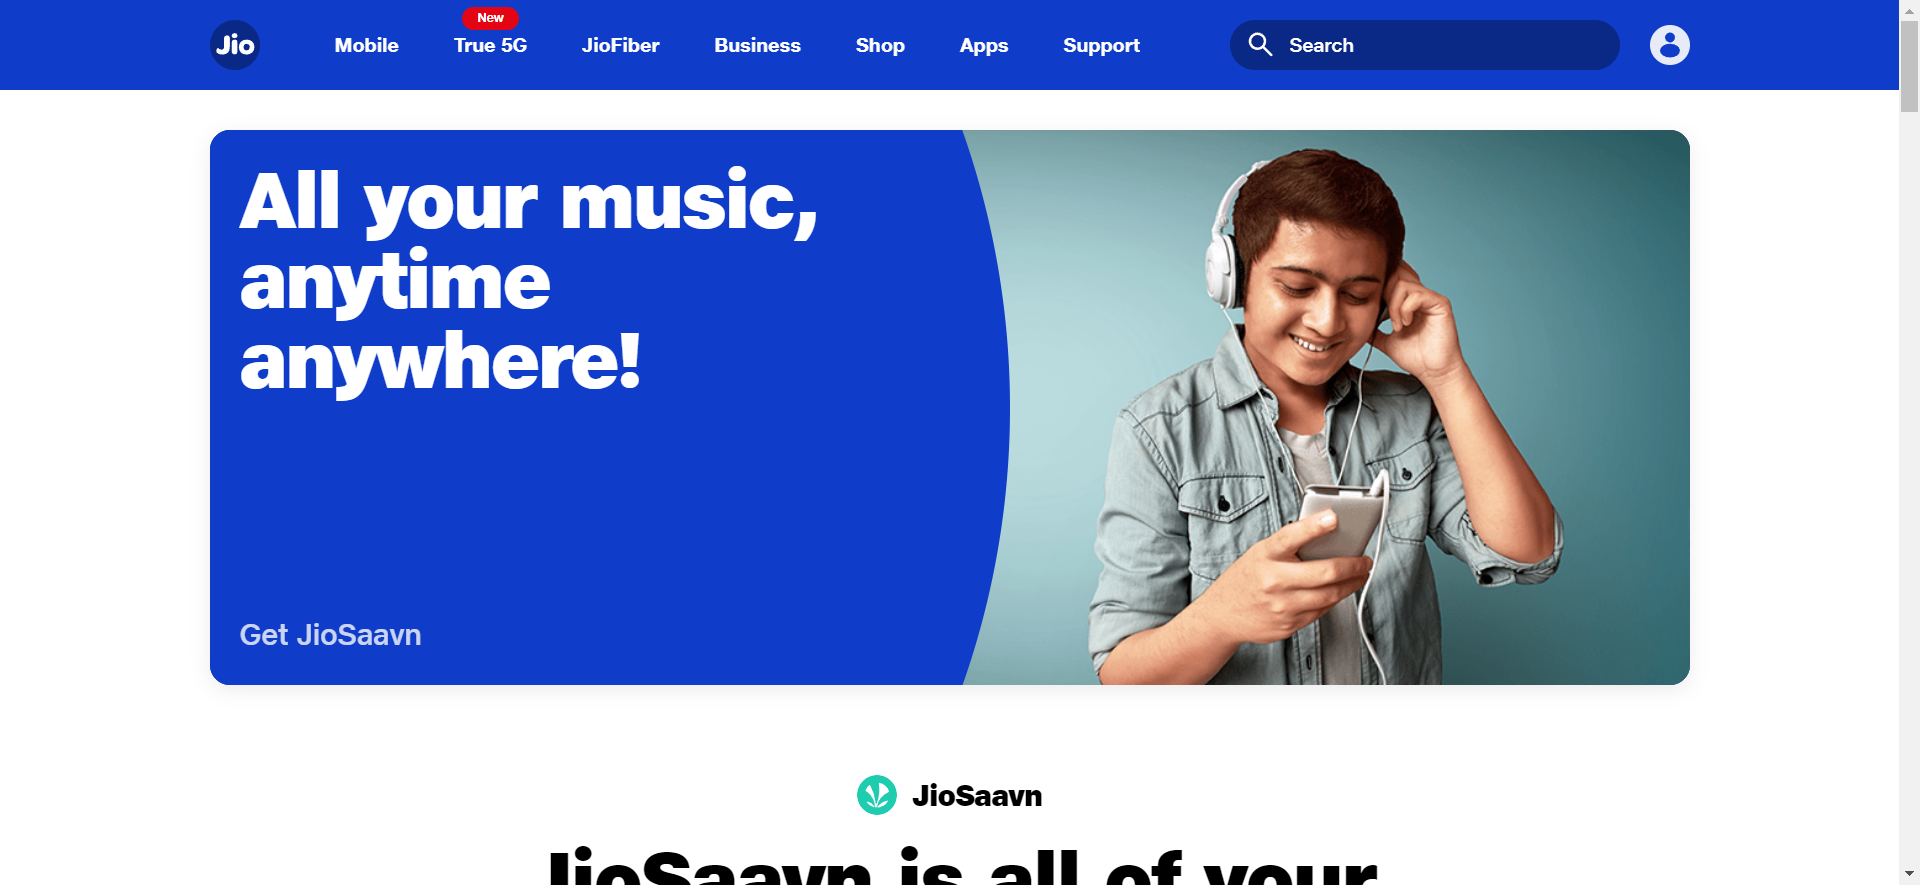 Jio
Mobile
New
True 5G
JioFiber
Business
Shop
Apps
Support
Search
All your music,
anytime
anywhere!
Get JioSaavn
JioSaavn
JioSaavn is all of your